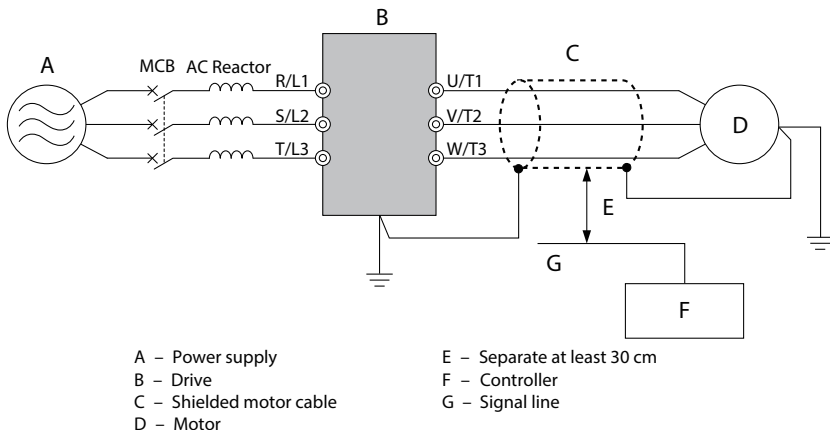 B
A
MCB
AC Reactor
C
R/L1
U/T1
S/L2
V/T2
D
T/L3
W/T3
E
G
F
A – Power supply
B – Drive
C – Shielded motor cable
D – Motor
E – Separate at least 30 cm
F – Controller
G – Signal line